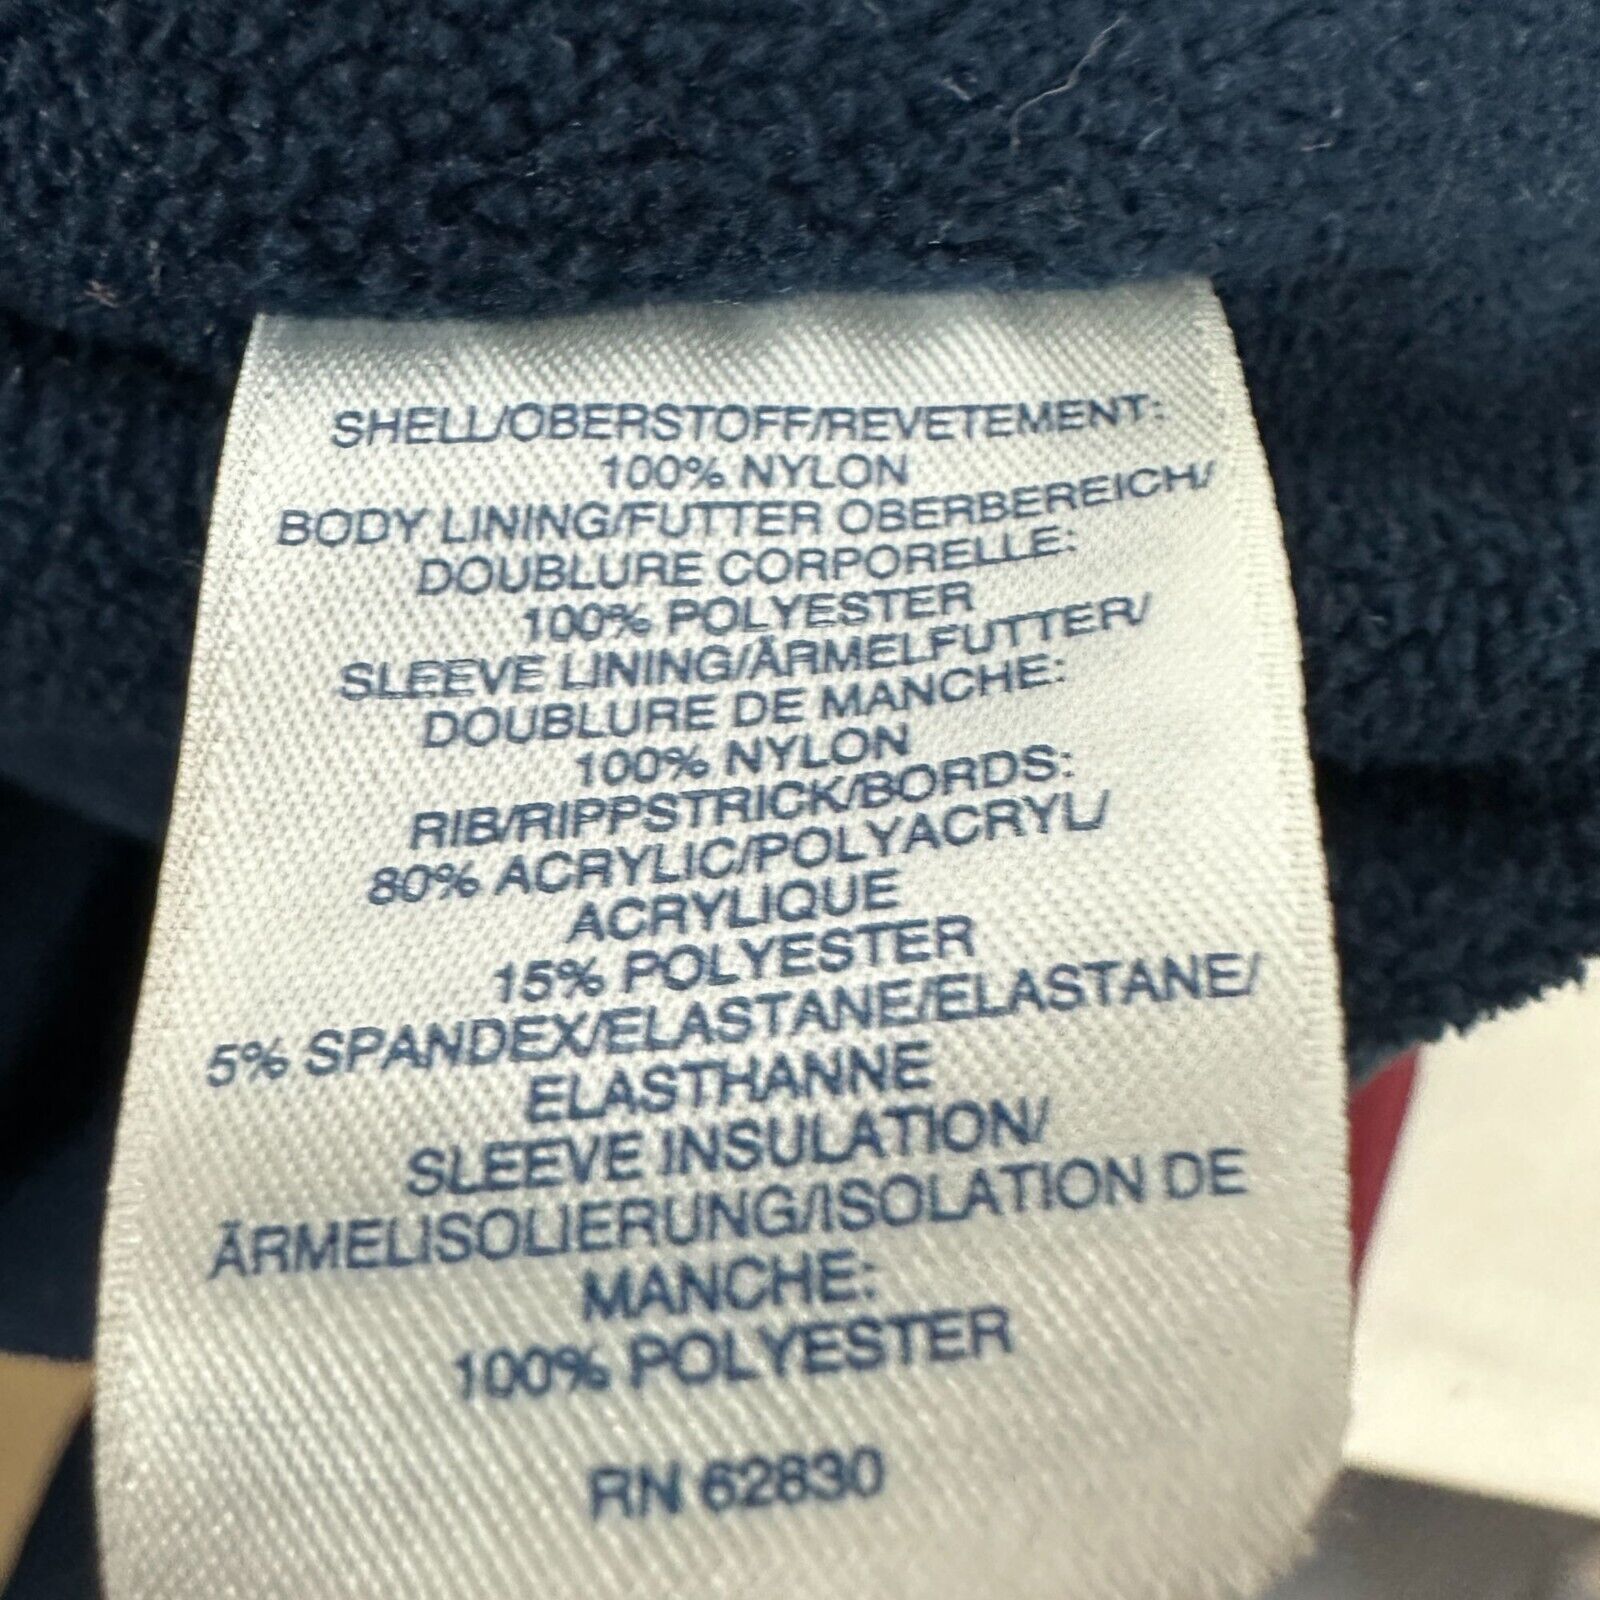 SHELL/OBERSTOFF/REVETEMENT:
100% NYLON
BODY LINING/FUTTER OBERBEREICH/
DOUBLURE CORPORELLE:
100% POLYESTER
SLEEVE LINING/ÄRMELFUTTER/
DOUBLURE DE MANCHE:
100% NYLON
RIB/RIPPSTRICK/BORDS:
80% ACRYLIC/POLYACRYL/
ACRYLIQUE
15% POLYESTER
5% SPANDEX/ELASTANE/ELASTANE/
ELASTHANNE
SLEEVE INSULATION/
ÄRMELISOLIERUNG/ISOLATION DE
MANCHE:
100% POLYESTER
RN 62830